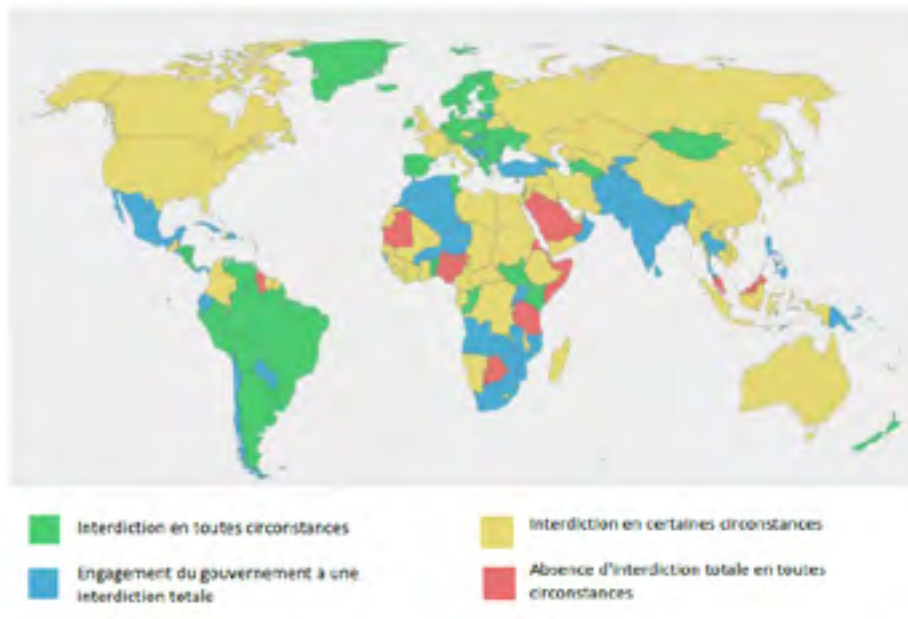 Interdiction en toutes circonstances
Engagement du gouvernement à une
interdiction totale
Interdiction en certaines circonstances
Absence d'interdiction totale en toutes
circonstances